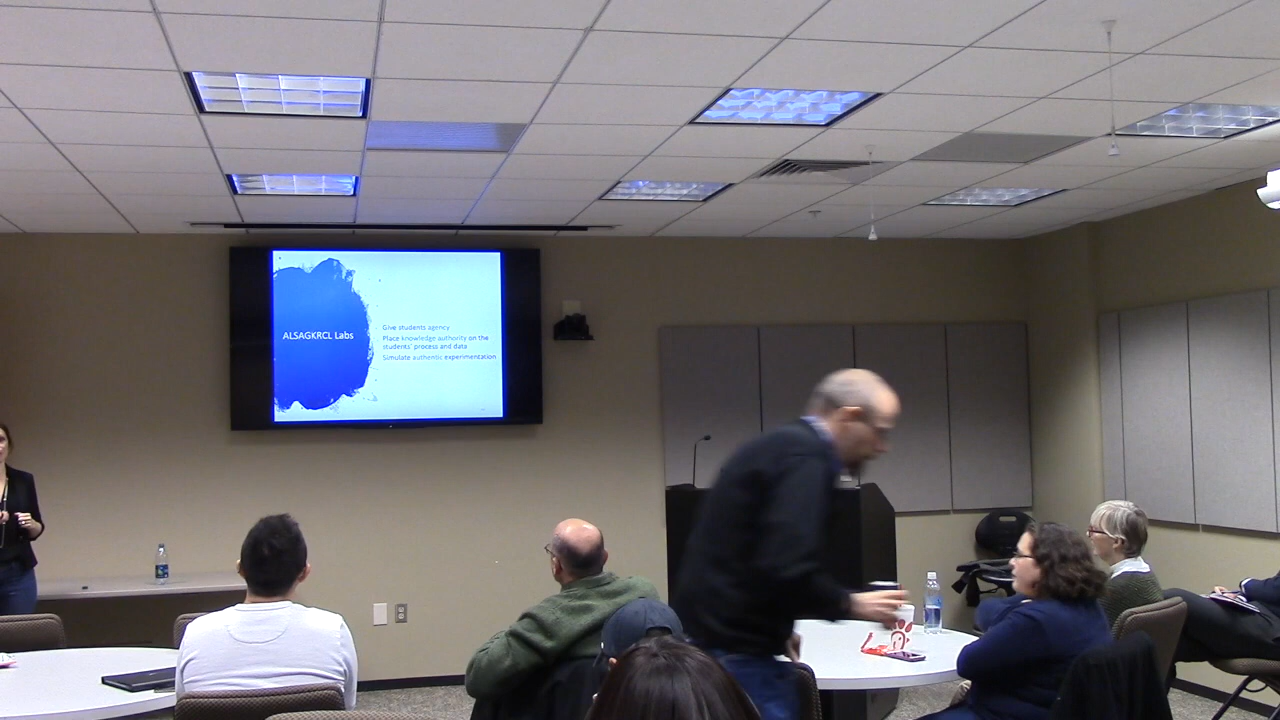 ALSAGKRCL Labs
Give students agency
Place knowledge authority on the
students' process and data
Simulate authentic experimentation